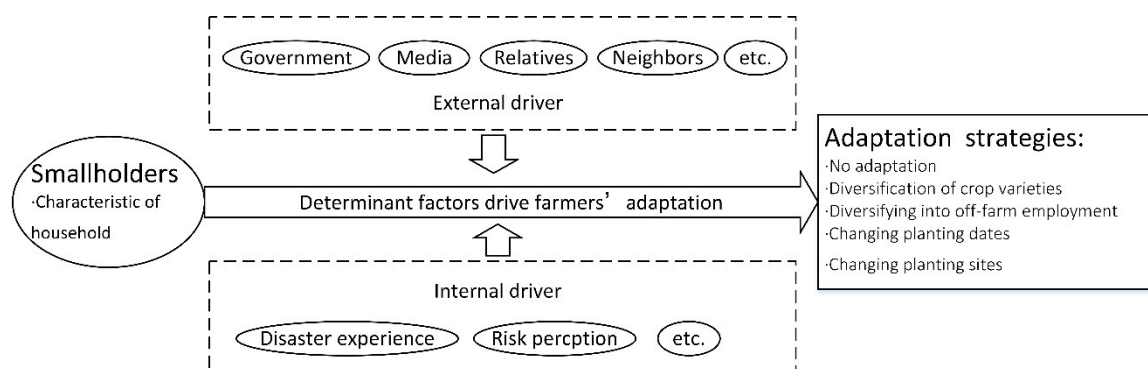 Government
Media
Relatives
Neighbors
etc.
External driver
Smallholders
·Characteristic of
household
Determinant factors drive farmers’ adaptation
Adaptation strategies:
·No adaptation
·Diversification of crop varieties
·Diversifying into off-farm employment
·Changing planting dates
·Changing planting sites
Internal driver
Disaster experience
Risk percption
etc.